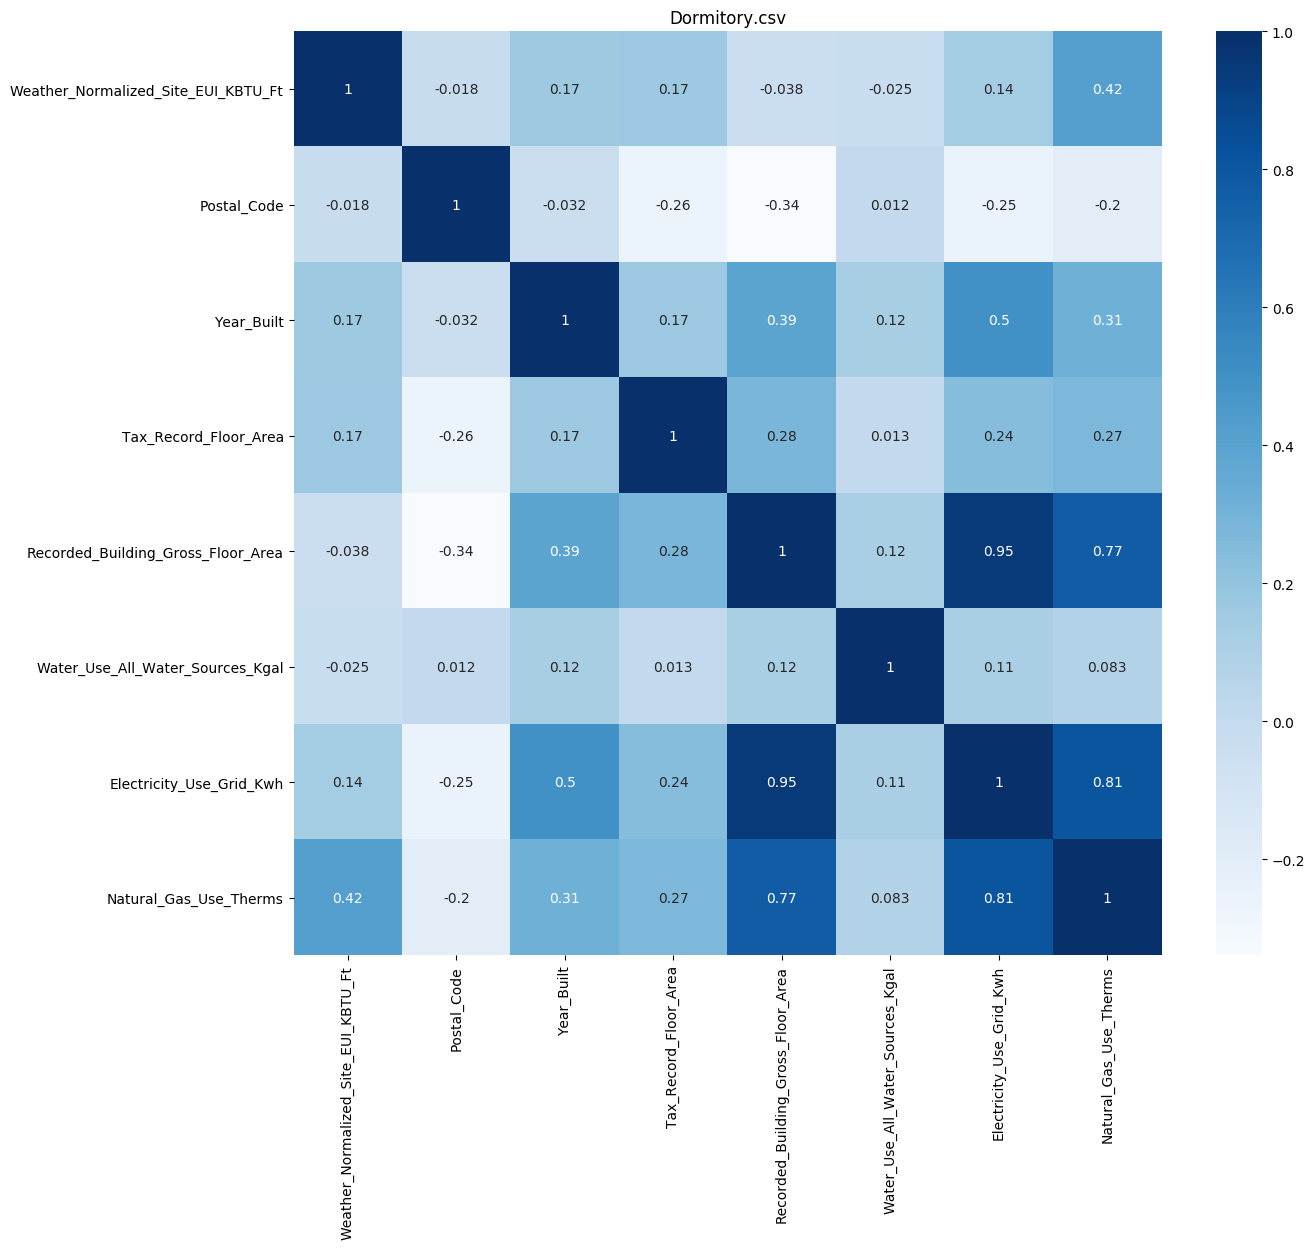 Dormitory.csv
Weather_Normalized_Site_EUI_KBTU_Ft 1 -0.018 0.17 0.17 -0.038 -0.025 0.14 0.42
Postal_Code -0.018 1 -0.032 -0.26 -0.34 0.012 -0.25 -0.2
Year_Built 0.17 -0.032 1 0.17 0.39 0.12 0.5 0.31
Tax_Record_Floor_Area 0.17 -0.26 0.17 1 0.28 0.013 0.24 0.27
Recorded_Building_Gross_Floor_Area -0.038 -0.34 0.39 0.28 1 0.12 0.95 0.77
Water_Use_All_Water_Sources_Kgal -0.025 0.012 0.12 0.013 0.12 1 0.11 0.083
Electricity_Use_Grid_Kwh 0.14 -0.25 0.5 0.24 0.95 0.11 1 0.81
Natural_Gas_Use_Therms 0.42 -0.2 0.31 0.27 0.77 0.083 0.81 1
Weather_Normalized_Site_EUI_KBTU_Ft
Postal_Code
Year_Built
Tax_Record_Floor_Area
Recorded_Building_Gross_Floor_Area
Water_Use_All_Water_Sources_Kgal
Electricity_Use_Grid_Kwh
Natural_Gas_Use_Therms
1.0
0.8
0.6
0.4
0.2
0.0
−0.2